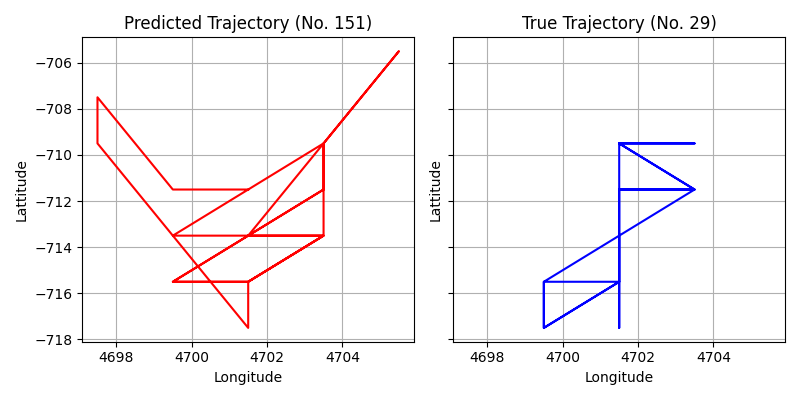 Predicted Trajectory (No. 151)
True Trajectory (No. 29)
Lattitude
−706
−708
−710
−712
−714
−716
−718
4698
4700
4702
4704
Longitude
Lattitude
4698
4700
4702
4704
Longitude